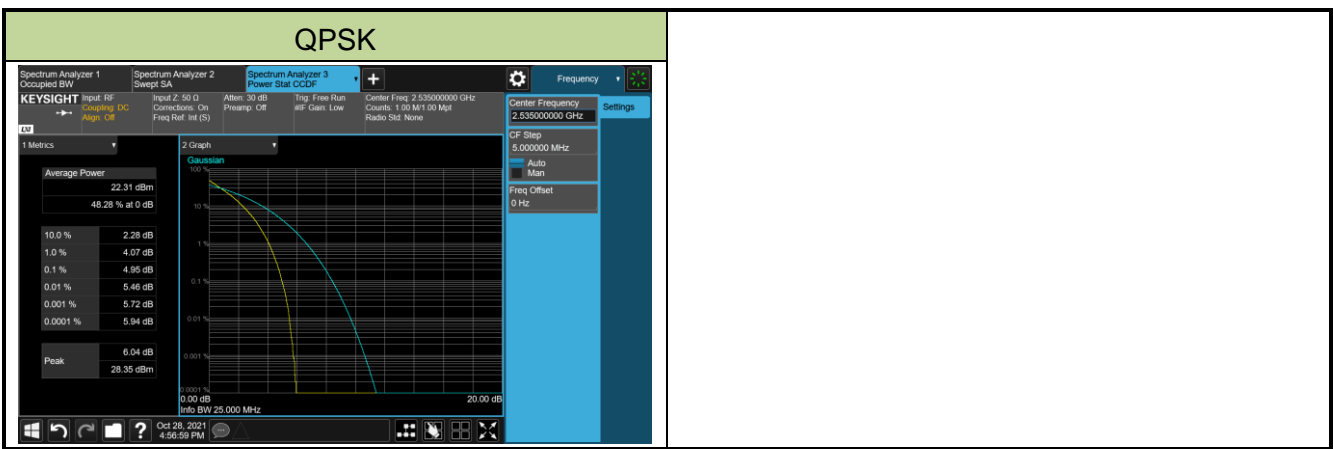 QPSK
Spectrum Analyzer 1
Occupied BW
Spectrum Analyzer 2
Swept SA
Spectrum Analyzer 3
Power Stat CCDF
Frequency
KEYSIGHT
Input: RF
Coupling: DC
Align: Off
Input Z: 50 Ω
Corrections: On
Freq Ref: Int (S)
Atten: 30 dB
Preamp: Off
Trig: Free Run
#IF Gain: Low
Center Freq: 2.535000000 GHz
Counts: 1.00 M/1.00 Mpt
Radio Std: None
LXI
Center Frequency
2.535000000 GHz
Settings
CF Step
5.000000 MHz
Auto
Man
Freq Offset
0 Hz
1 Metrics
Average Power
22.31 dBm
48.28 % at 0 dB
10.0 % 2.28 dB
1.0 % 4.07 dB
0.1 % 4.95 dB
0.01 % 5.46 dB
0.001 % 5.72 dB
0.0001 % 5.94 dB
Peak
6.04 dB
28.35 dBm
2 Graph
Gaussian
100 %
10 %
1 %
0.1 %
0.01 %
0.001 %
0.0001 %
0.00 dB 20.00 dB
Info BW 25.000 MHz
?
Oct 28, 2021
4:56:59 PM